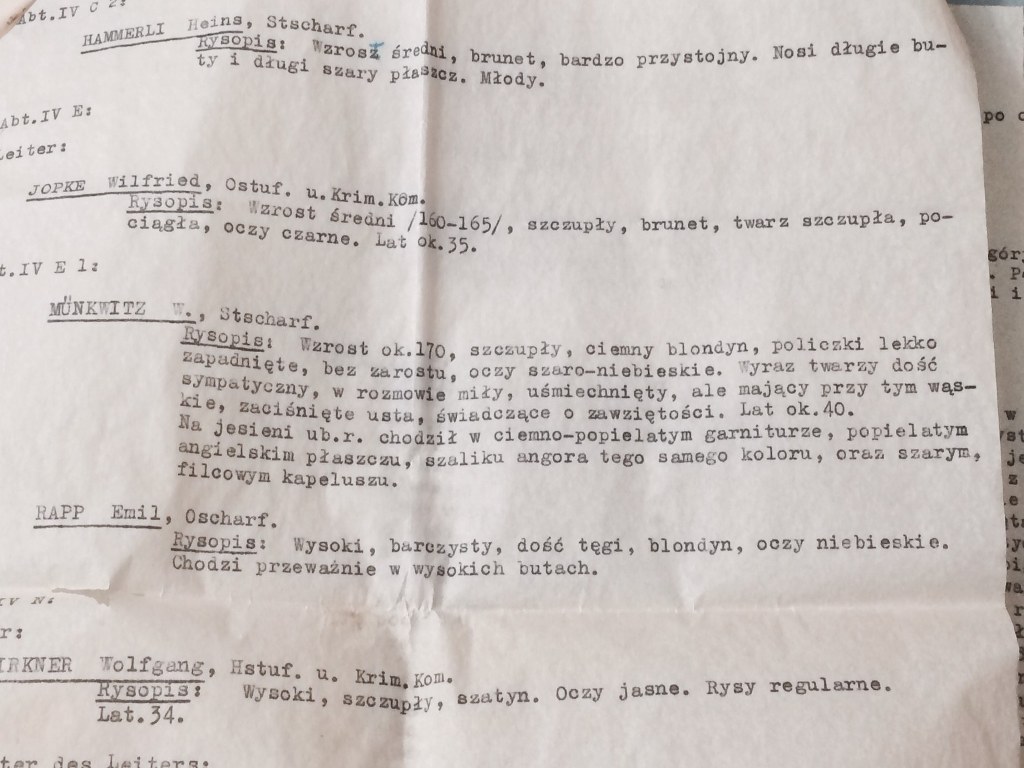 Abt.IV C 2:
HAMMERLI Heins, Stscharf.
Rysopis: Wzrost średni, brunet, bardzo przystojny. Nosi długie bu-
ty i długi szary płaszcz. Młody.
Abt.IV E:
Leiter:
JOPKE Wilfried, Ostuf. u.Krim.Kom.
Rysopis: Wzrost średni /160-165/, szczupły, brunet, twarz szczupła, po-
ciągła, oczy czarne. Lat ok.35.
t.IV E 1:
MÜNKWITZ W., Stscharf.
Rysopis: Wzrost ok.170, szczupły, ciemny blondyn, policzki lekko
zapadnięte, bez zarostu, oczy szaro-niebieskie. Wyraz twarzy dość
sympatyczny, w rozmowie miły, uśmiechnięty, ale mający przy tym wąs-
kie, zaciśnięte usta, świadczące o zawziętości. Lat ok.40.
Na jesieni ub.r. chodził w ciemno-popielatym garniturze, popielatym
angielskim płaszczu, szaliku angora tego samego koloru, oraz szarym,
filcowym kapeluszu.
RAPP Emil, Oscharf.
Rysopis: Wysoki, barczysty, dość tęgi, blondyn, oczy niebieskie.
Chodzi przeważnie w wysokich butach.
IV N:
r:
IRKNER Wolfgang, Hstuf. u. Krim.Kom.
Rysopis: Wysoki, szczupły, szatyn. Oczy jasne. Rysy regularne.
Lat.34.
ter des Leiters:
po